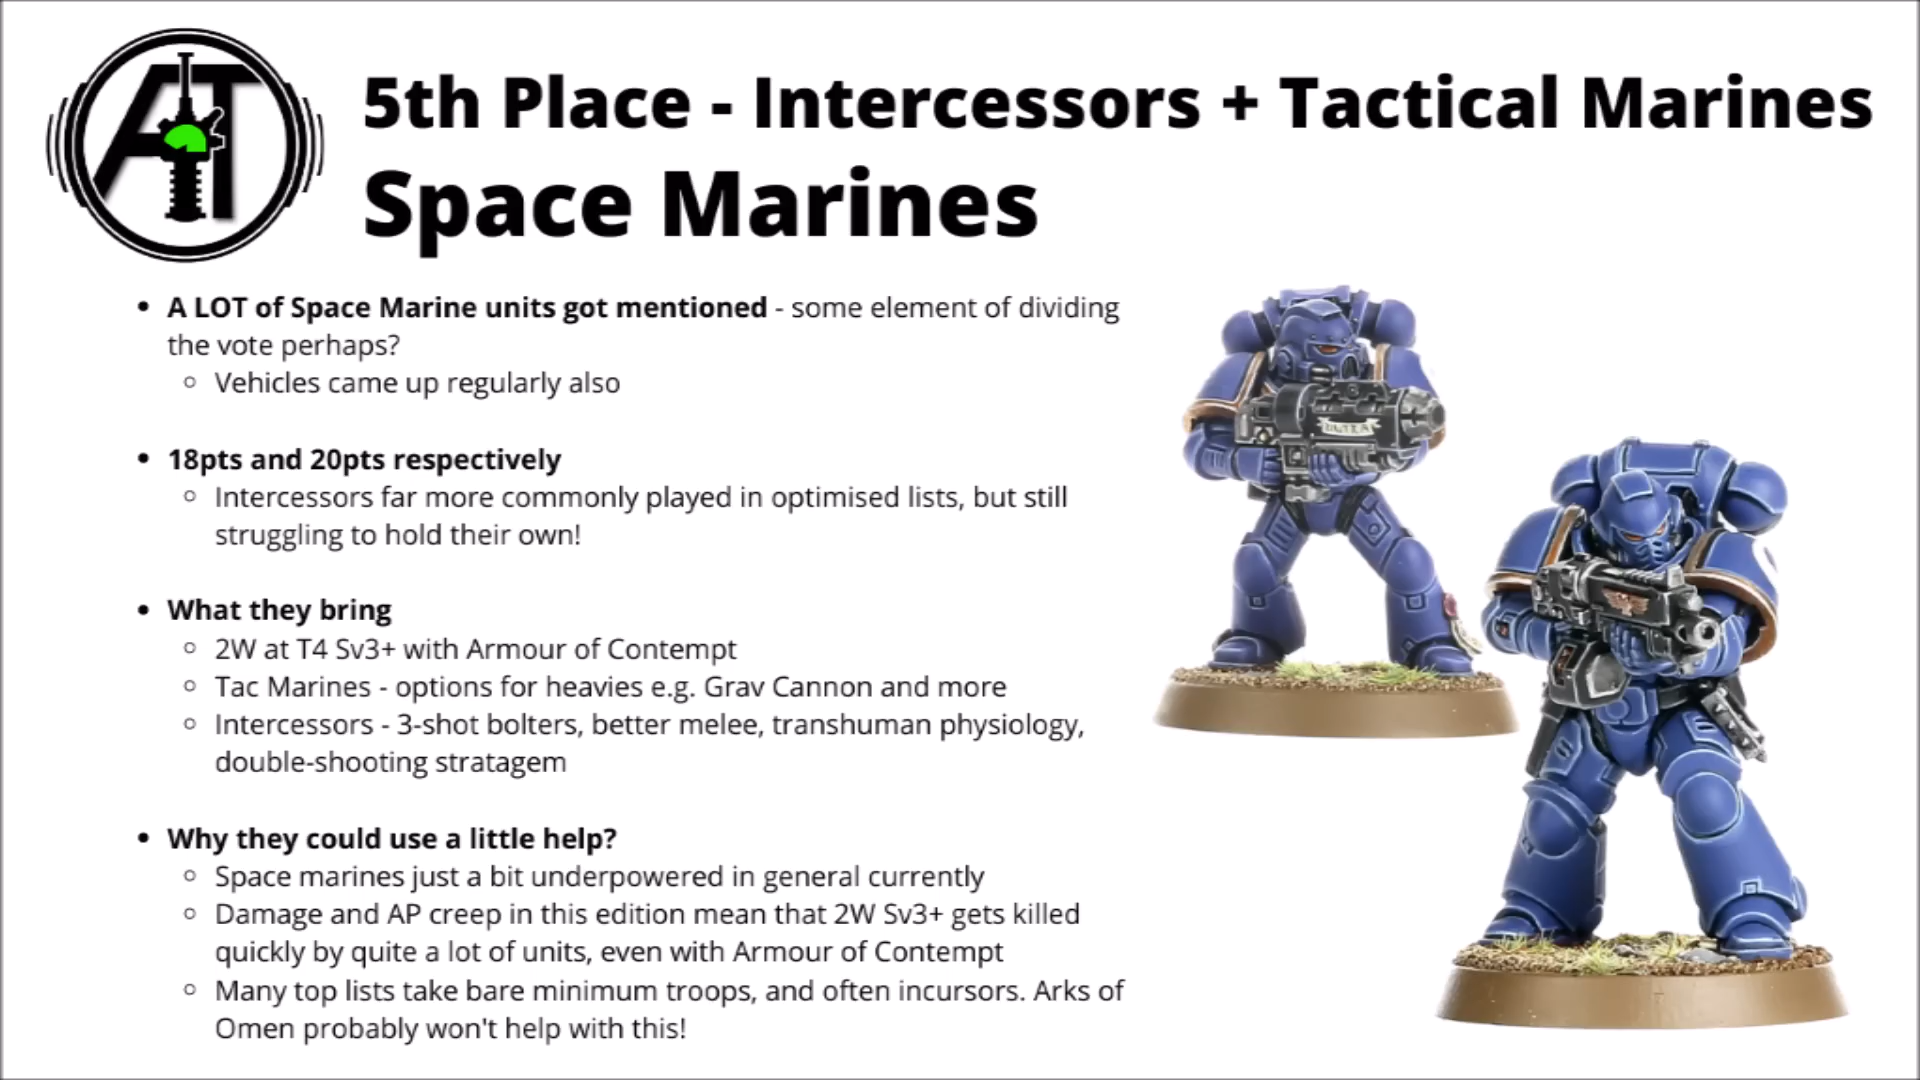 AT
5th Place - Intercessors + Tactical Marines
Space Marines
• A LOT of Space Marine units got mentioned - some element of dividing
the vote perhaps?
○ Vehicles came up regularly also
• 18pts and 20pts respectively
○ Intercessors far more commonly played in optimised lists, but still
struggling to hold their own!
• What they bring
○ 2W at T4 Sv3+ with Armour of Contempt
○ Tac Marines - options for heavies e.g. Grav Cannon and more
○ Intercessors - 3-shot bolters, better melee, transhuman physiology,
double-shooting stratagem
• Why they could use a little help?
○ Space marines just a bit underpowered in general currently
○ Damage and AP creep in this edition mean that 2W Sv3+ gets killed
quickly by quite a lot of units, even with Armour of Contempt
○ Many top lists take bare minimum troops, and often incursors. Arks of
Omen probably won't help with this!